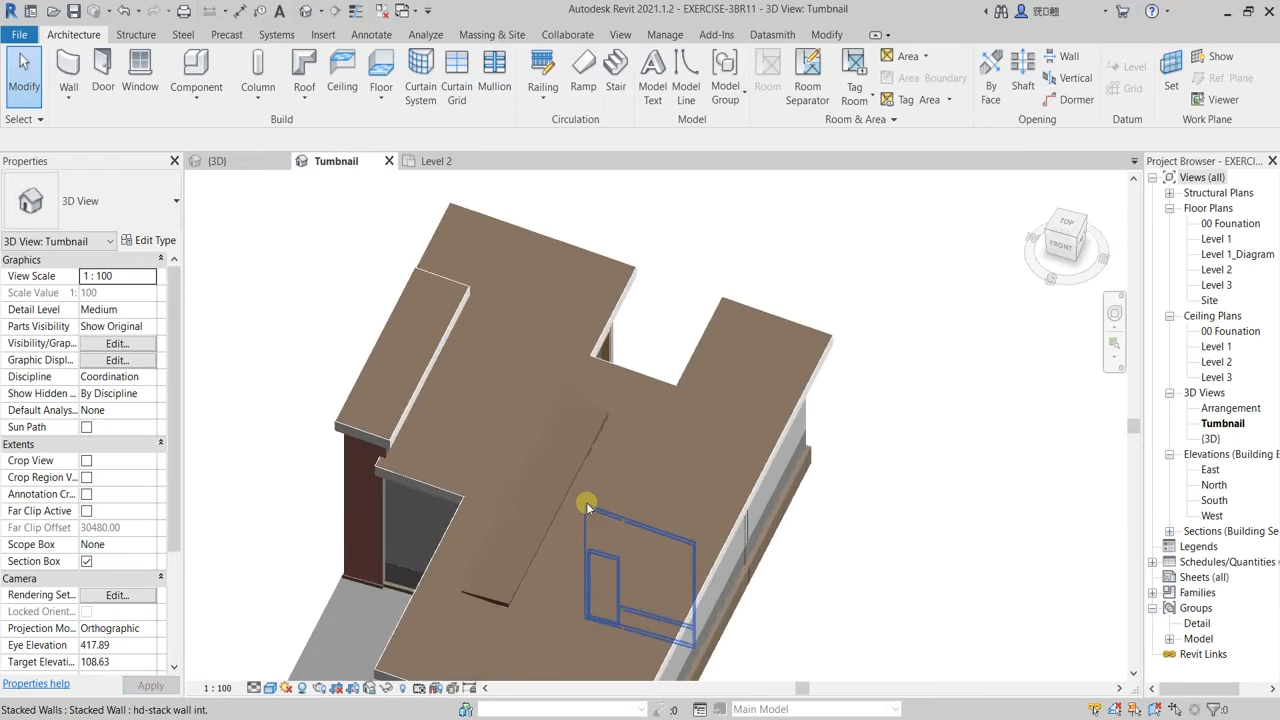 Autodesk Revit 2021.1.2 - EXERCISE-3BR11 - 3D View: Tumbnail
File Architecture Structure Steel Precast Systems Insert Annotate Analyze Massing & Site Collaborate View Manage Add-Ins Datasmith Modify
Modify Wall Door Window Component Column Roof Ceiling Floor Curtain System Curtain Grid Mullion Railing Ramp Stair Model Text Model Line Model Group Room Room Separator Tag Room Area Area Boundary Tag Area By Face Shaft Wall Vertical Dormer Level Grid Set Show Ref Plane Viewer
Select Build Circulation Model Room & Area Opening Datum Work Plane
Properties
{3D} Tumbnail Level 2
Project Browser - EXERCI...
3D View
3D View: Tumbnail Edit Type
Graphics
View Scale 1 : 100
Scale Value 1: 100
Detail Level Medium
Parts Visibility Show Original
Visibility/Grap... Edit...
Graphic Displ... Edit...
Discipline Coordination
Show Hidden ... By Discipline
Default Analys... None
Sun Path
Extents
Crop View
Crop Region V...
Annotation Cr...
Far Clip Active
Far Clip Offset 30480.00
Scope Box None
Section Box
Camera
Rendering Set... Edit...
Locked Orient...
Projection Mo... Orthographic
Eye Elevation 417.89
Target Elevati... 108.63
Properties help Apply
TOP
FRONT
Views (all)
Structural Plans
Floor Plans
00 Founation
Level 1
Level 1_Diagram
Level 2
Level 3
Site
Ceiling Plans
00 Founation
Level 1
Level 2
Level 3
3D Views
Arrangement
Tumbnail
{3D}
Elevations (Building E
East
North
South
West
Sections (Building Se
Legends
Schedules/Quantities
Sheets (all)
Families
Groups
Detail
Model
Revit Links
1 : 100
Stacked Walls : Stacked Wall : hd-stack wall int. :0 Main Model :0